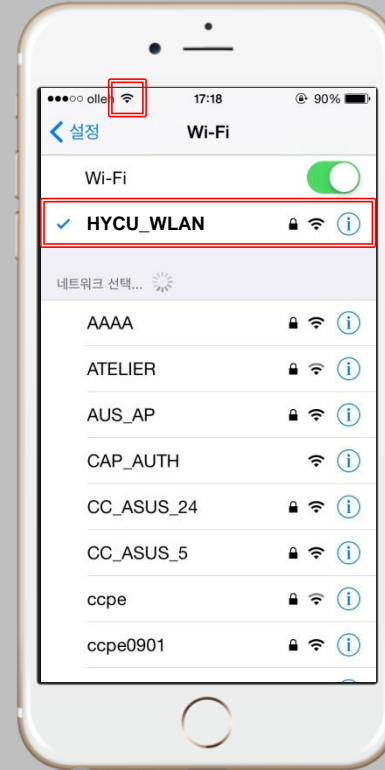 ollen 17:18 90%
설정 Wi-Fi
Wi-Fi
HYCU_WLAN
네트워크 선택...
AAAA
ATELIER
AUS_AP
CAP_AUTH
CC_ASUS_24
CC_ASUS_5
ccpe
ccpe0901